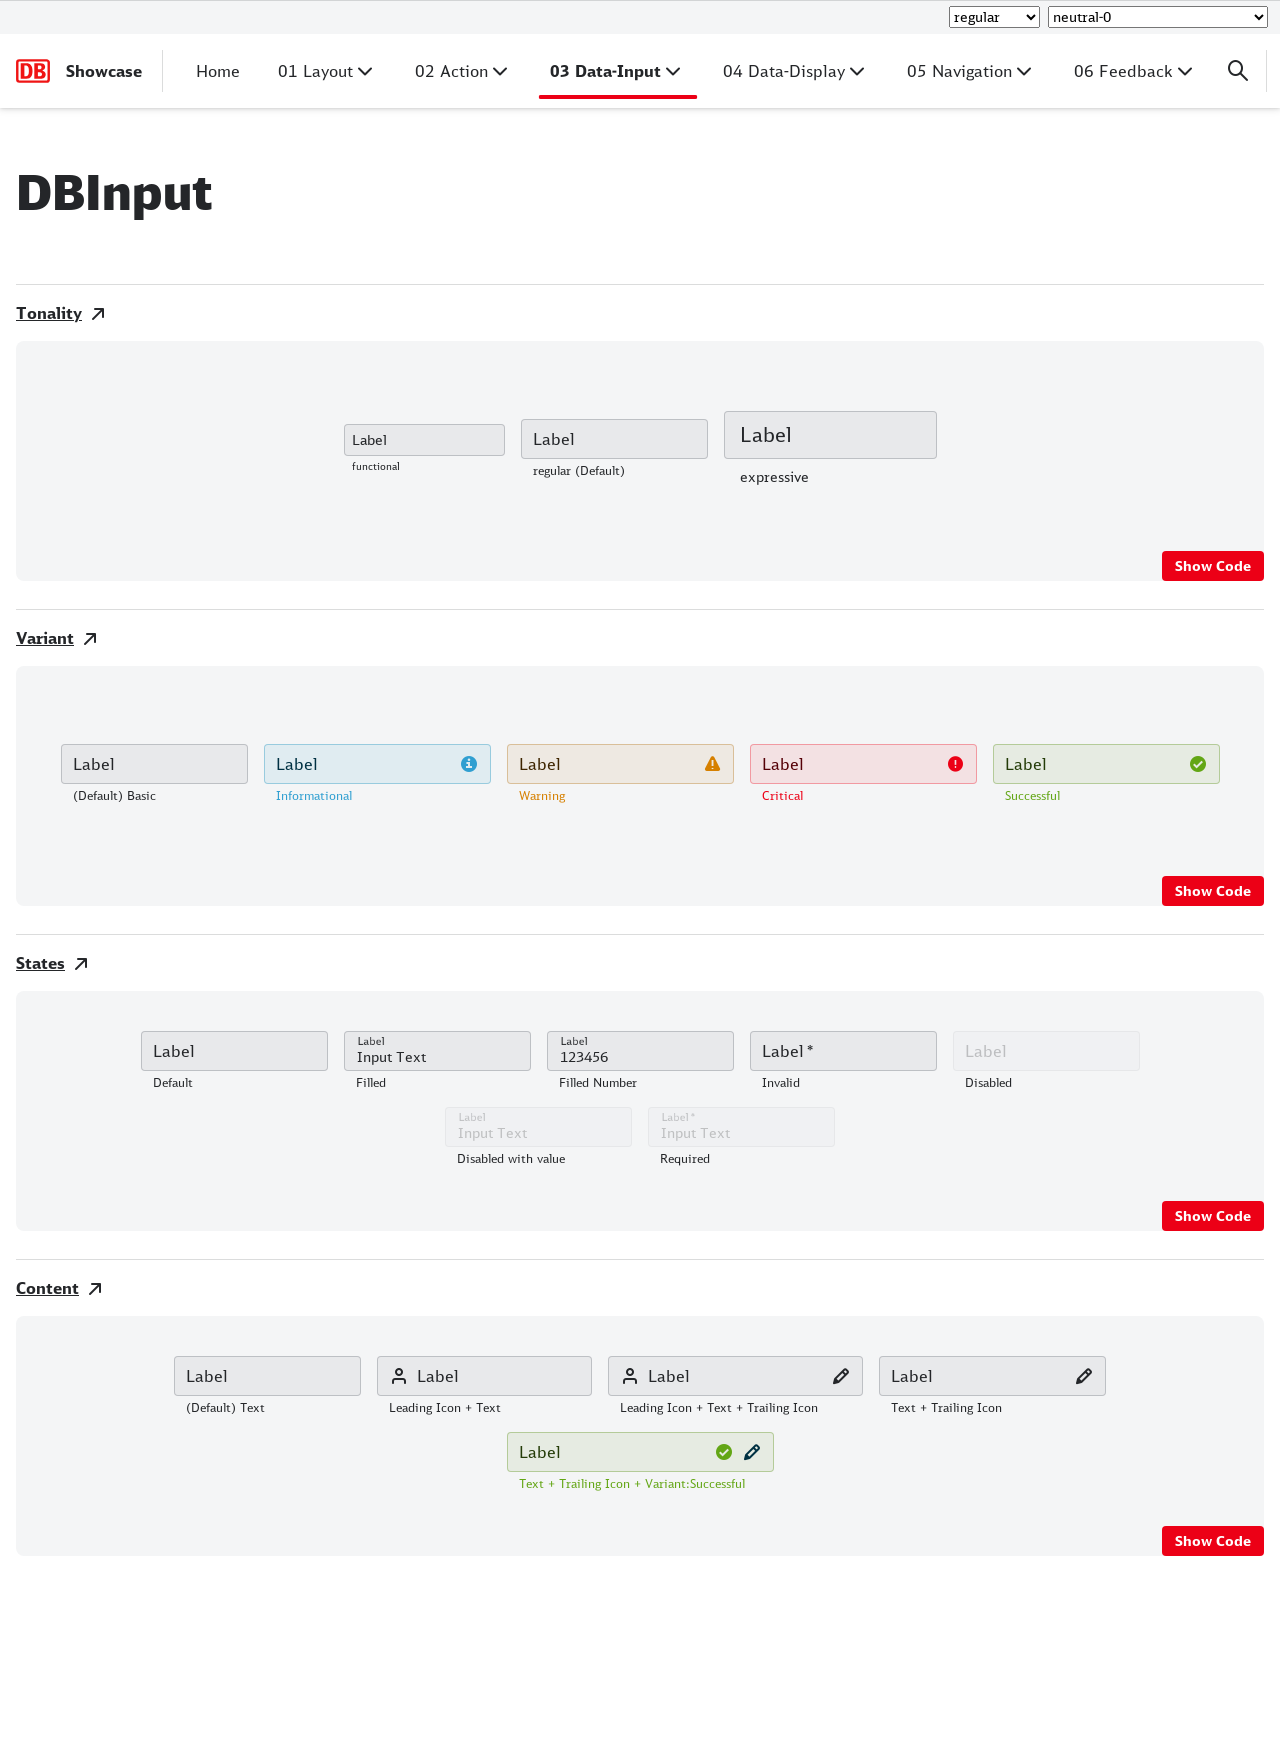 regular neutral-0
DB Showcase Home 01 Layout 02 Action 03 Data-Input 04 Data-Display 05 Navigation 06 Feedback
DBInput
Tonality
Label Label Label
functional regular (Default) expressive
Show Code
Variant
Label Label Label Label Label
(Default) Basic Informational Warning Critical Successful
Show Code
States
Label Label Label Label * Label
Input Text 123456
Default Filled Filled Number Invalid Disabled
Label Label *
Input Text Input Text
Disabled with value Required
Show Code
Content
Label Label Label Label
(Default) Text Leading Icon + Text Leading Icon + Text + Trailing Icon Text + Trailing Icon
Label
Text + Trailing Icon + Variant:Successful
Show Code